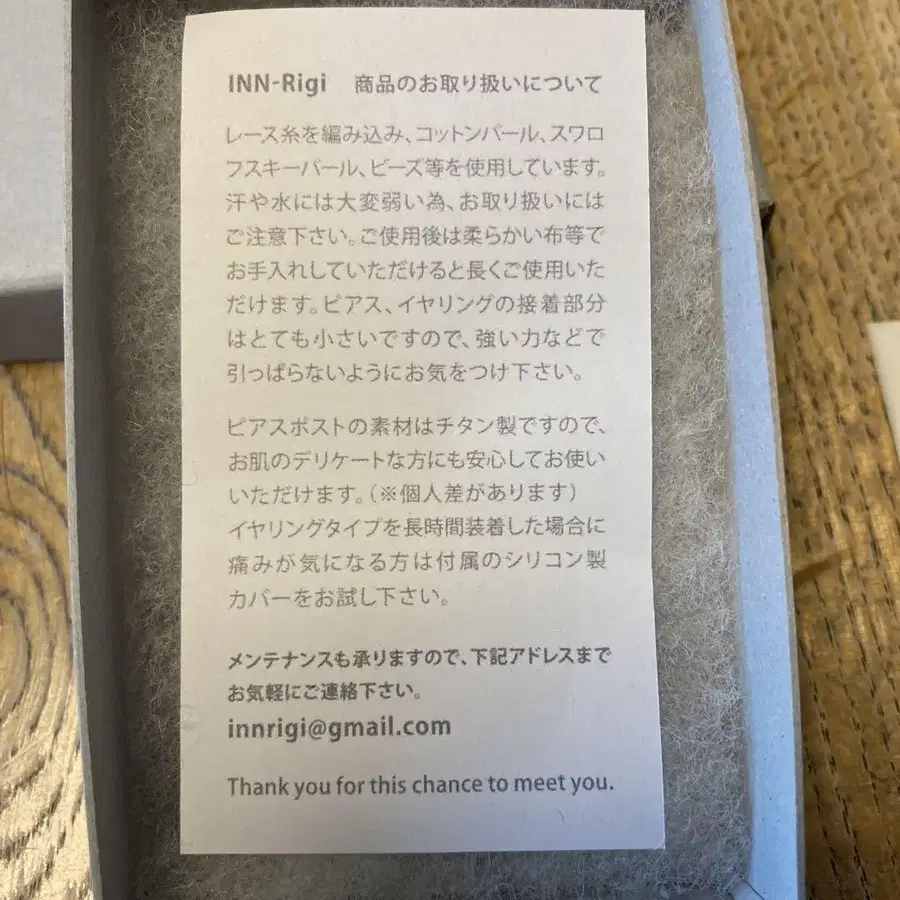 INN-Rigi 商品のお取り扱いについて
レース糸を編み込み、コットンパール、スワロ
フスキーパール、ビーズ等を使用しています。
汗や水には大変弱い為、お取り扱いには
ご注意下さい。ご使用後は柔らかい布等で
お手入れしていただけると長くご使用いた
だけます。ピアス、イヤリングの接着部分
はとても小さいですので、強い力などで
引っぱらないようにお気をつけ下さい。
ピアスポストの素材はチタン製ですので、
お肌のデリケートな方にも安心してお使い
いただけます。（※個人差があります）
イヤリングタイプを長時間装着した場合に
痛みが気になる方は付属のシリコン製
カバーをお試し下さい。
メンテナンスも承りますので、下記アドレスまで
お気軽にご連絡下さい。
innrigi@gmail.com
Thank you for this chance to meet you.